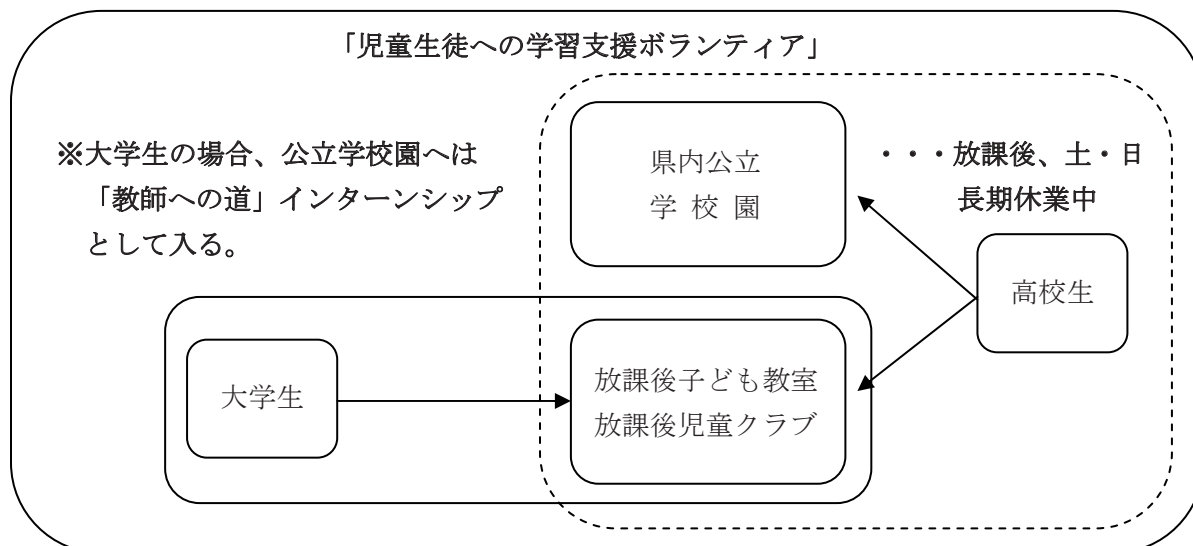 「児童生徒への学習支援ボランティア」
※大学生の場合、公立学校園へは
「教師への道」インターンシップ
として入る。
県内公立
学 校 園
・・・放課後、土・日
長期休業中
高校生
大学生
放課後子ども教室
放課後児童クラブ